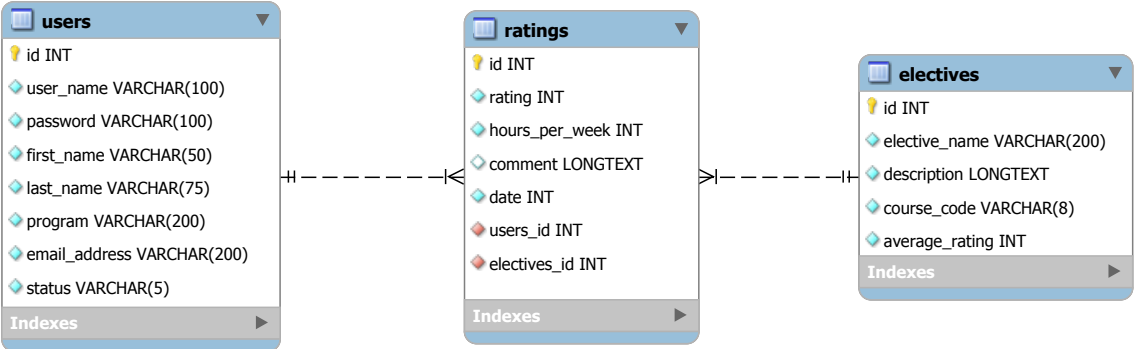 users
id INT
user_name VARCHAR(100)
password VARCHAR(100)
first_name VARCHAR(50)
last_name VARCHAR(75)
program VARCHAR(200)
email_address VARCHAR(200)
status VARCHAR(5)
Indexes
ratings
id INT
rating INT
hours_per_week INT
comment LONGTEXT
date INT
users_id INT
electives_id INT
Indexes
electives
id INT
elective_name VARCHAR(200)
description LONGTEXT
course_code VARCHAR(8)
average_rating INT
Indexes